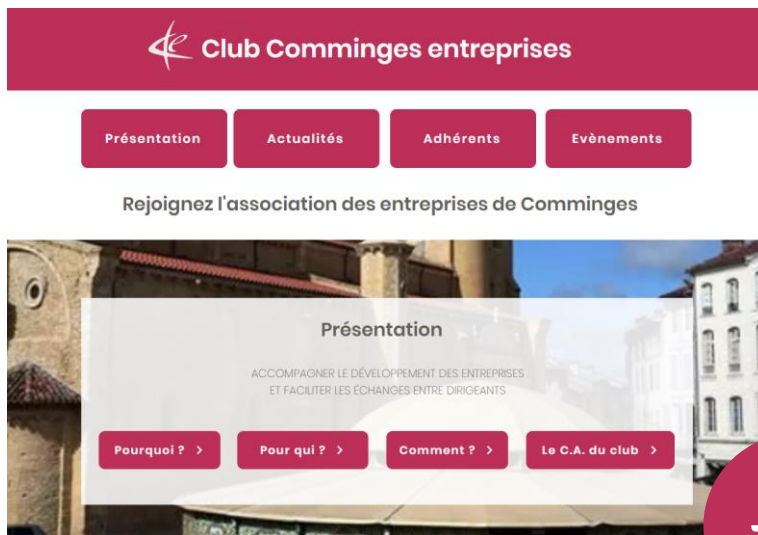 Club Comminges entreprises
Présentation
Actualités
Adhérents
Evènements
Rejoignez l'association des entreprises de Comminges
Présentation
ACCOMPAGNER LE DÉVELOPPEMENT DES ENTREPRISES
ET FACILITER LES ÉCHANGES ENTRE DIRIGEANTS
Pourquoi ? >
Pour qui ? >
Comment ? >
Le C.A. du club >